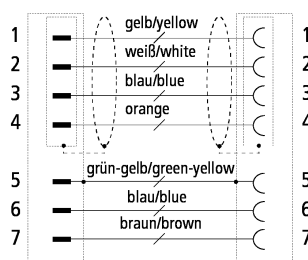 gelb/yellow
1 1
weiß/white
2 2
blau/blue
3 3
orange
4 4
grün-gelb/green-yellow
5 5
blau/blue
6 6
braun/brown
7 7